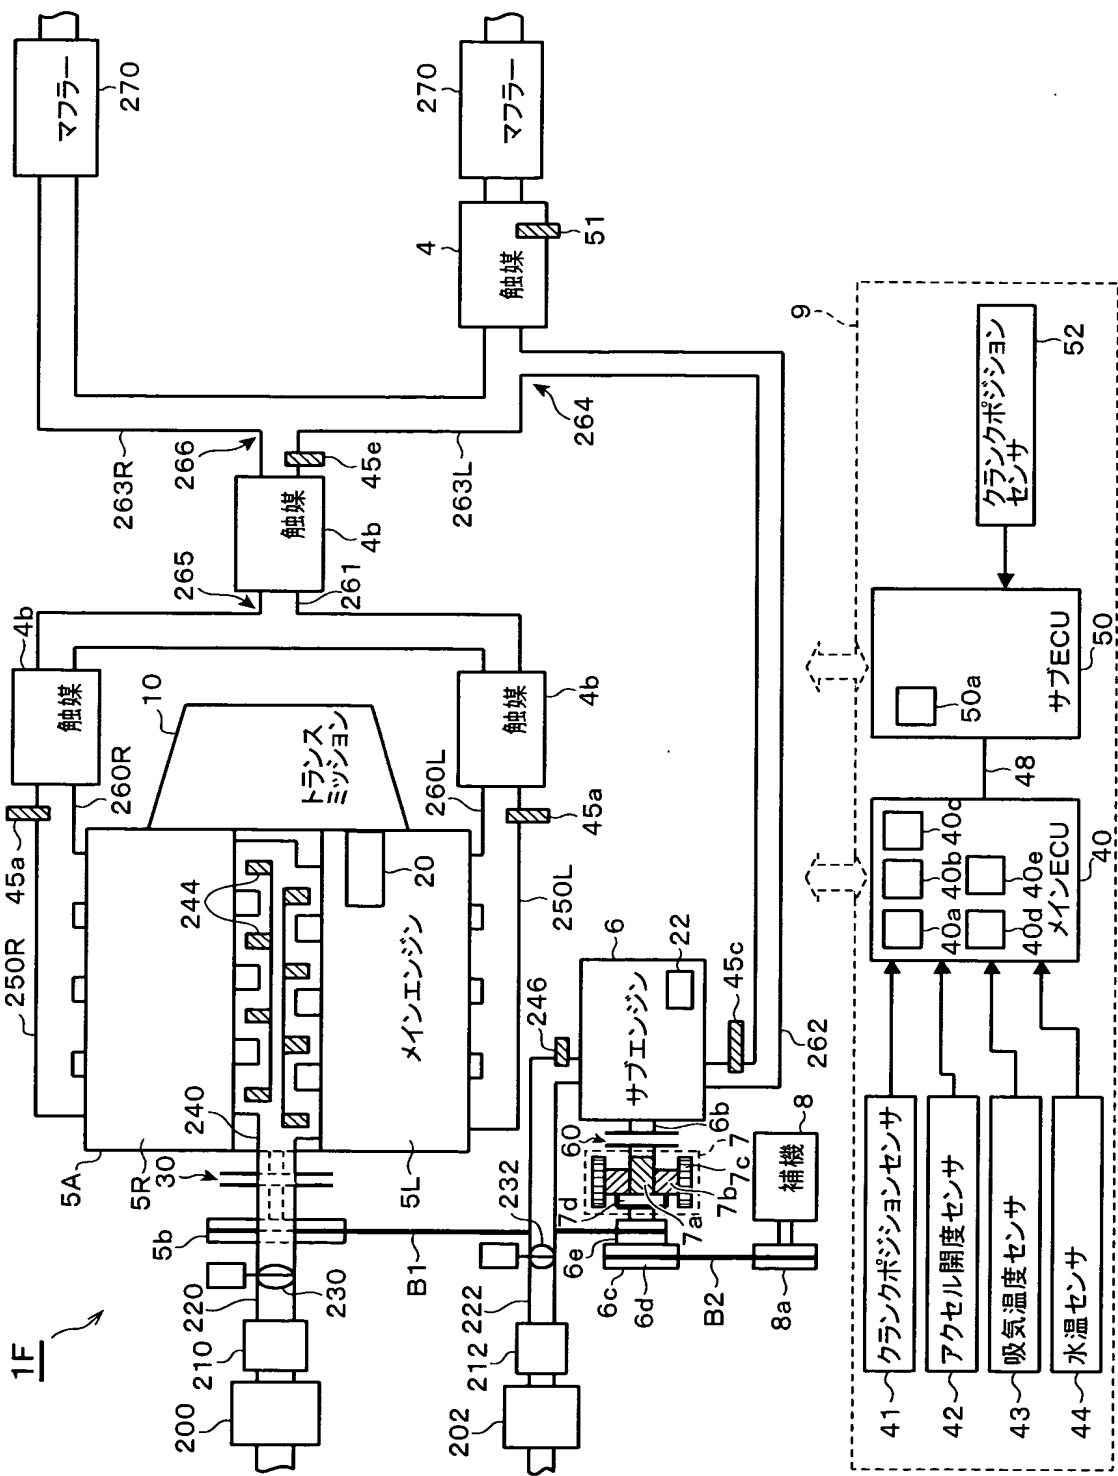 1F
マフラー
270
マフラー
270
触媒
4
51
263R
266
45e
263L
264
触媒
4b
265
261
4b
触媒
10
トランス
ミッション
260R
260L
触媒
4b
45a
45a
250R
250L
244
20
メインエンジン
5A
5R
5L
240
30
5b
220
230
210
200
B1
222
232
212
202
246
サブエンジン
6
22
45c
262
60
6b
7
7a
7b
7c
7d
6e
6c
6d
B2
8
補機
8a
9
クランクポジション
センサ
52
サブECU
50
50a
48
メインECU
40
40a
40b
40c
40d
40e
クランクポジションセンサ
41
アクセル開度センサ
42
吸気温度センサ
43
水温センサ
44